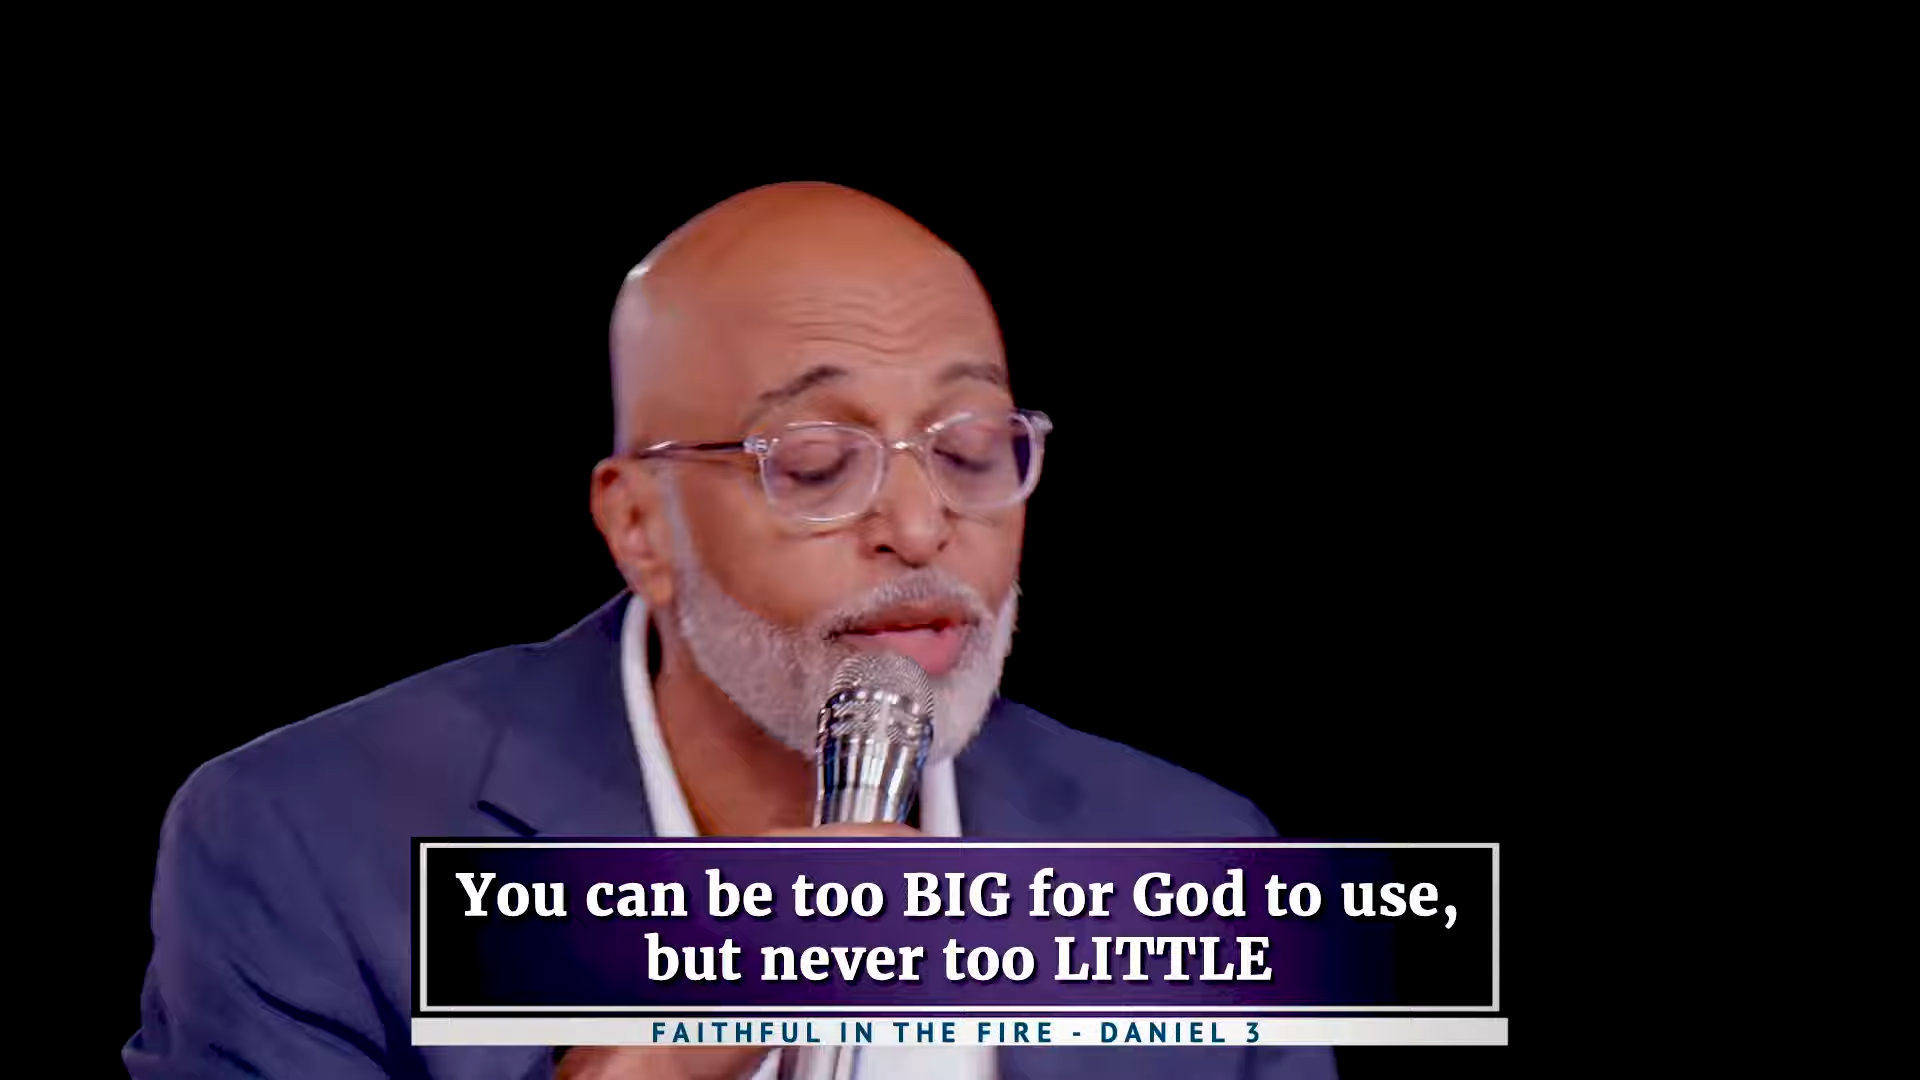 You can be too BIG for God to use,
but never too LITTLE
FAITHFUL IN THE FIRE - DANIEL 3